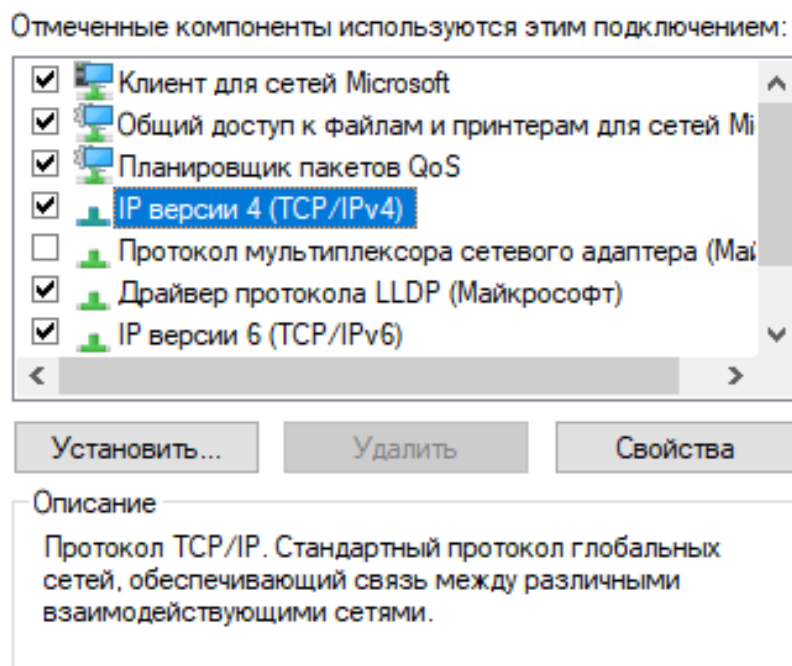 Отмеченные компоненты используются этим подключением:
Клиент для сетей Microsoft
Общий доступ к файлам и принтерам для сетей Mi
Планировщик пакетов QoS
IP версии 4 (TCP/IPv4)
Протокол мультиплексора сетевого адаптера (Май
Драйвер протокола LLDP (Майкрософт)
IP версии 6 (TCP/IPv6)
Установить... Удалить Свойства
Описание
Протокол TCP/IP. Стандартный протокол глобальных
сетей, обеспечивающий связь между различными
взаимодействующими сетями.